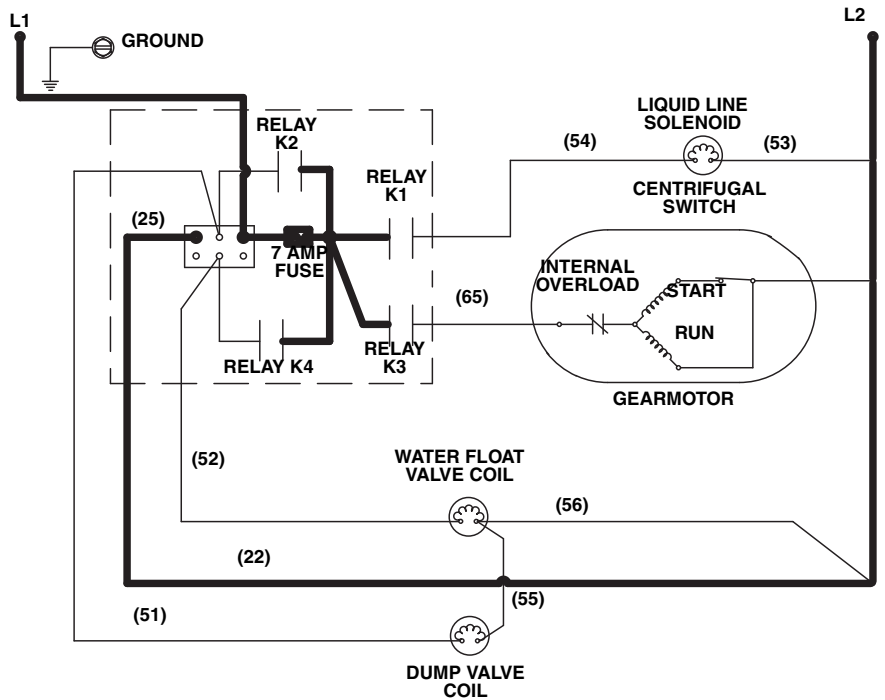 L1
L2
GROUND
RELAY
K2
LIQUID LINE
SOLENOID
(54)
(53)
RELAY
K1
CENTRIFUGAL
SWITCH
(25)
7 AMP
FUSE
INTERNAL
OVERLOAD
(65)
START
RUN
RELAY K4
RELAY
K3
GEARMOTOR
WATER FLOAT
VALVE COIL
(52)
(56)
(22)
(55)
(51)
DUMP VALVE
COIL